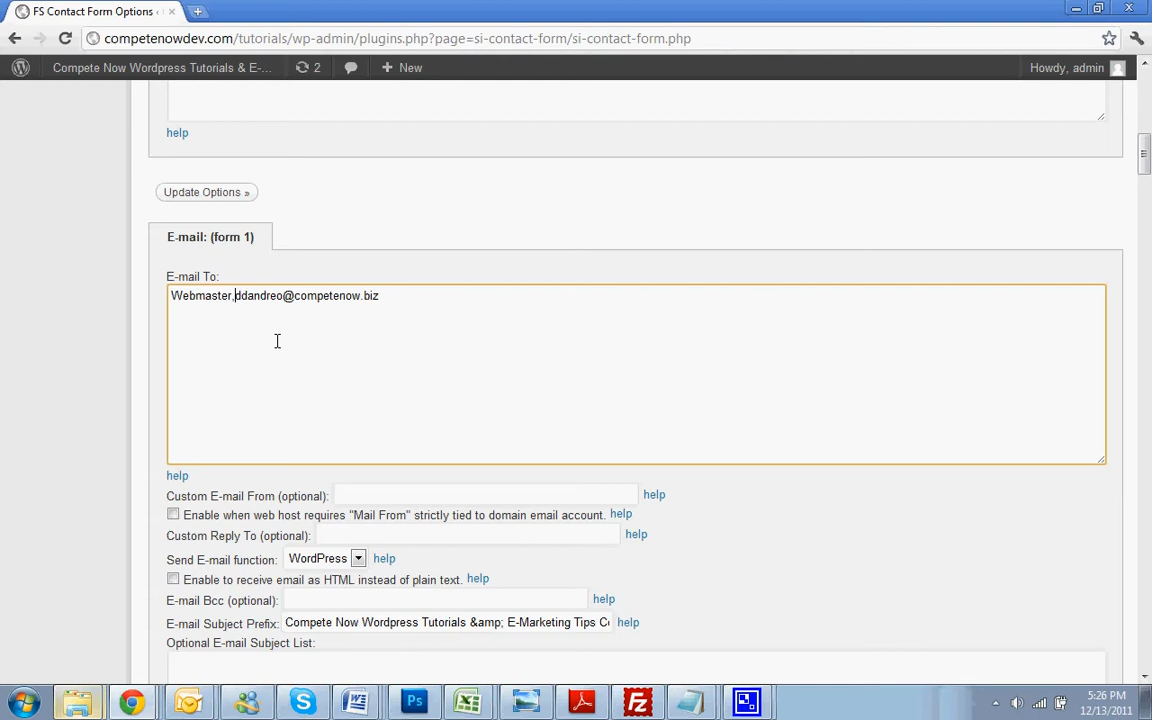 FS Contact Form Options ‹
competenowdev.com/tutorials/wp-admin/plugins.php?page=si-contact-form/si-contact-form.php
Compete Now Wordpress Tutorials & E-... 2 New Howdy, admin
help
Update Options »
E-mail: (form 1)
E-mail To:
Webmaster,ddandreo@competenow.biz
help
Custom E-mail From (optional): help
Enable when web host requires "Mail From" strictly tied to domain email account. help
Custom Reply To (optional): help
Send E-mail function: WordPress help
Enable to receive email as HTML instead of plain text. help
E-mail Bcc (optional): help
E-mail Subject Prefix: Compete Now Wordpress Tutorials &amp; E-Marketing Tips Co help
Optional E-mail Subject List:
5:26 PM
12/13/2011